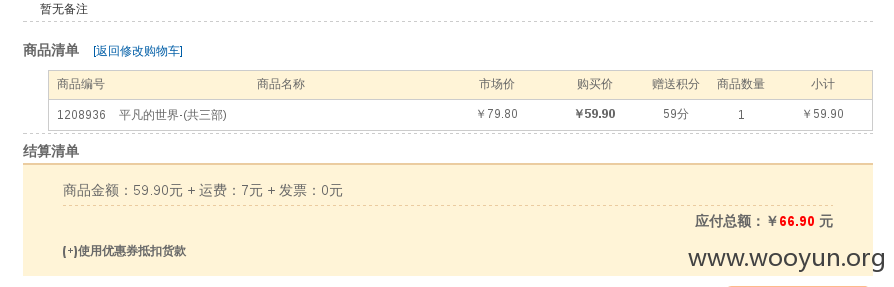 暂无备注
商品清单 [返回修改购物车]
商品编号 商品名称 市场价 购买价 赠送积分 商品数量 小计
1208936 平凡的世界-(共三部) ￥79.80 ￥59.90 59分 1 ￥59.90
结算清单
商品金额：59.90元 + 运费：7元 + 发票：0元
应付总额：￥66.90 元
(+)使用优惠券抵扣货款
www.wooyun.org